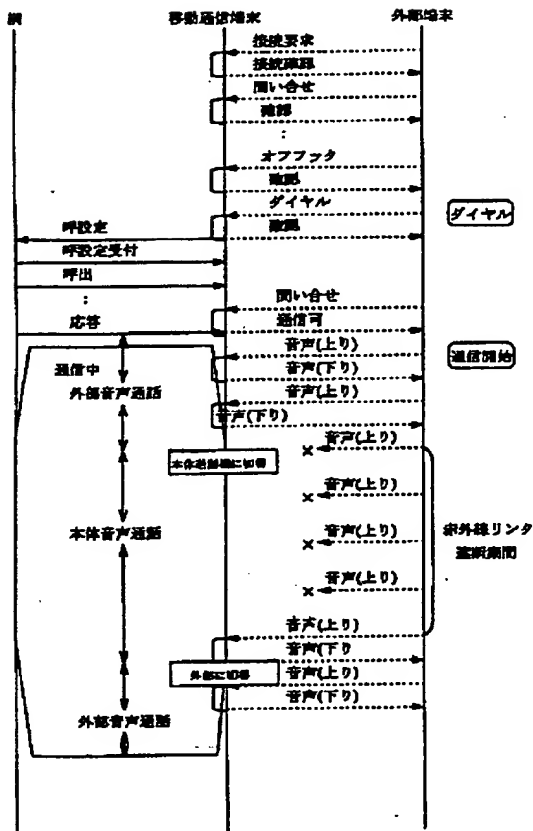 網 移動通信端末 外部端末
接続要求
接続確認
問い合せ
確認
:
オフフック
確認
ダイヤル
ダイヤル
呼設定 確認
呼設定受付
呼出
:
問い合せ
応答 通信可
音声(上り)
通信開始
通信中 音声(下り)
外部音声通話 音声(上り)
音声(下り)
音声(上り)
×
本体送話機に切替
音声(上り)
×
本体音声通話 音声(上り)
×
赤外線リンク
遮断期間
音声(上り)
×
音声(上り)
音声(下り
外部に切替
音声(上り)
音声(下り)
外部音声通話